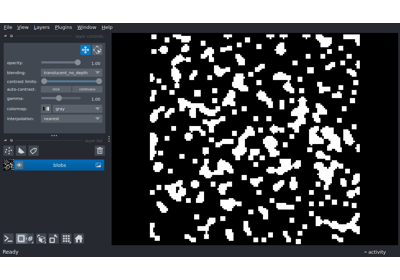 File View Layers Plugins Window Help
opacity: 1.00
blending: translucent_no_depth
contrast limits:
auto-contrast: once continuous
gamma: 1.00
colormap: gray
interpolation: nearest
blobs
Ready activity